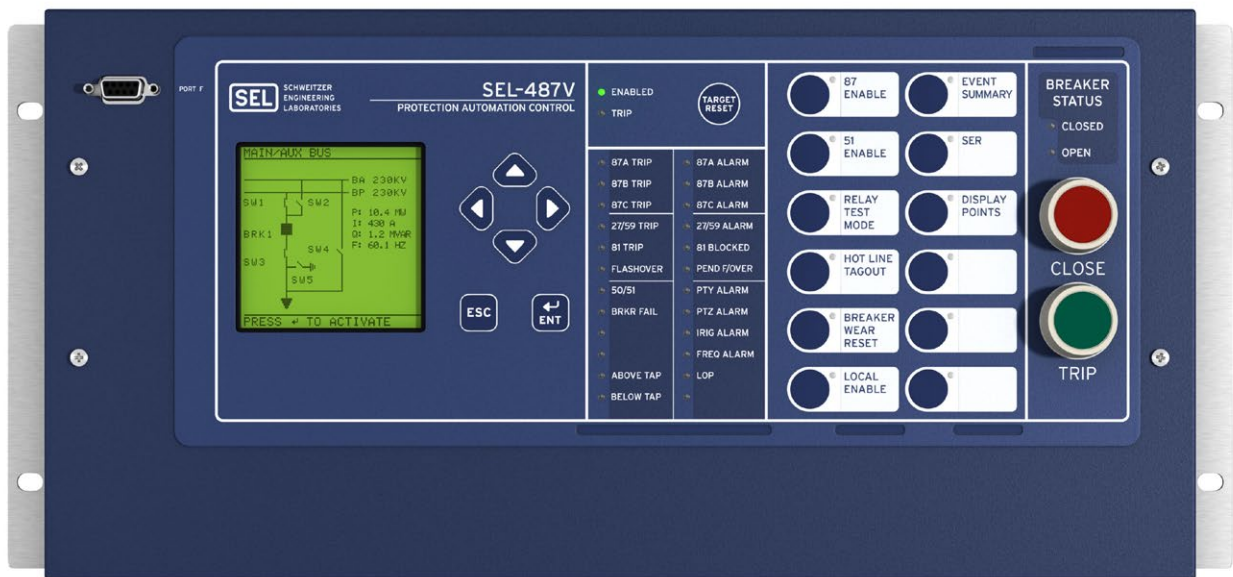 PORT F
SEL
SCHWEITZER
ENGINEERING
LABORATORIES
SEL-487V
PROTECTION AUTOMATION CONTROL
MAIN/AUX BUS
BA 230KV
BP 230KV
SW1
SW2
P: 10.4 MW
I: 430 A
Q: 1.2 MVAR
F: 60.1 HZ
BRK1
SW4
SW3
SW5
PRESS ↵ TO ACTIVATE
ESC
ENT
ENABLED
TRIP
TARGET
RESET
87A TRIP
87B TRIP
87C TRIP
27/59 TRIP
81 TRIP
FLASHOVER
50/51
BRKR FAIL
ABOVE TAP
BELOW TAP
87A ALARM
87B ALARM
87C ALARM
27/59 ALARM
81 BLOCKED
PEND F/OVER
PTY ALARM
PTZ ALARM
IRIG ALARM
FREQ ALARM
LOP
87
ENABLE
51
ENABLE
RELAY
TEST
MODE
HOT LINE
TAGOUT
BREAKER
WEAR
RESET
LOCAL
ENABLE
EVENT
SUMMARY
SER
DISPLAY
POINTS
BREAKER
STATUS
CLOSED
OPEN
CLOSE
TRIP